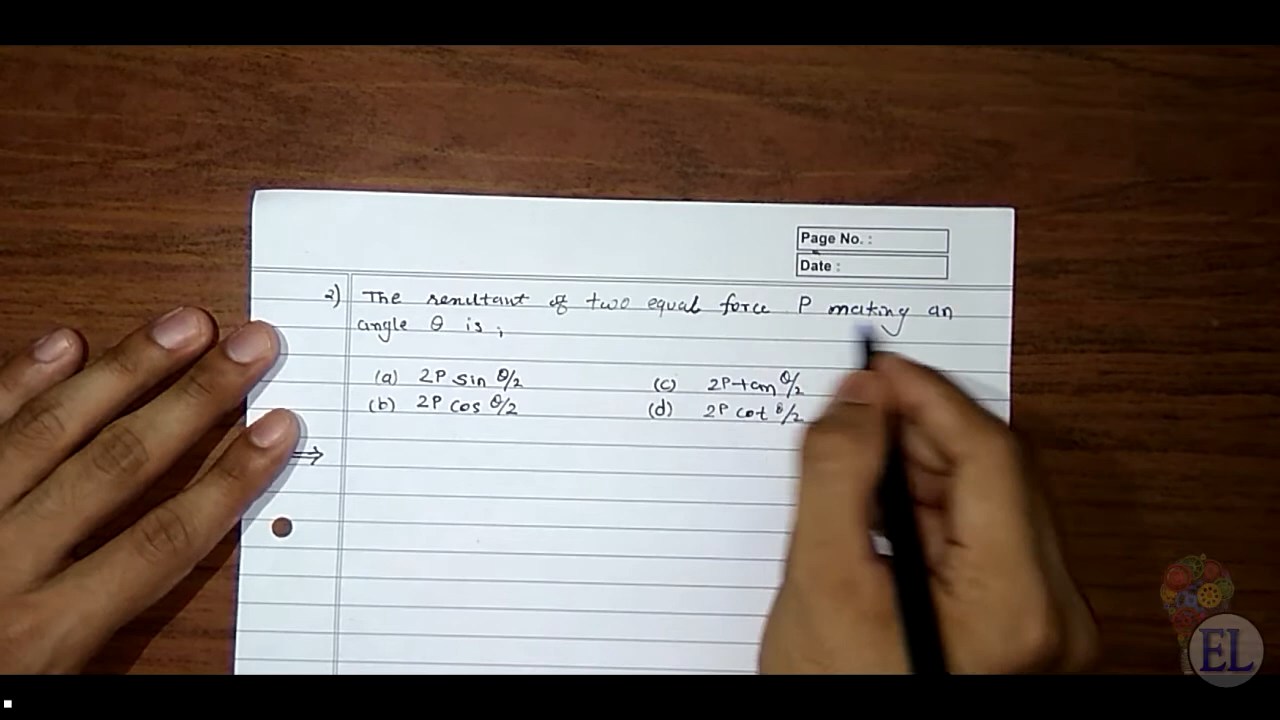 Page No. :
Date :
2) The resultant of two equal force P making an
angle θ is,
(a) 2P sin θ/2
(c) 2P tan θ/2
(b) 2P cos θ/2
(d) 2P cot θ/2
⇒
EL